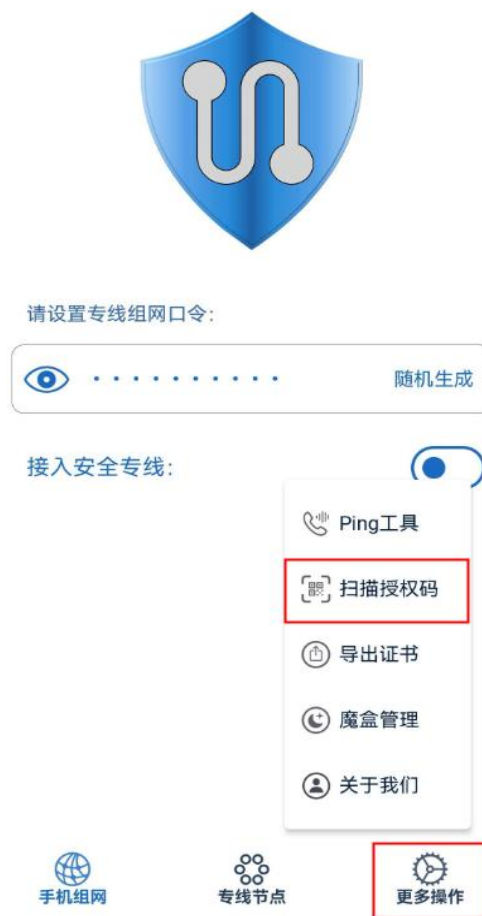 请设置专线组网口令:
随机生成
接入安全专线:
Ping工具
扫描授权码
导出证书
魔盒管理
关于我们
手机组网
专线节点
更多操作